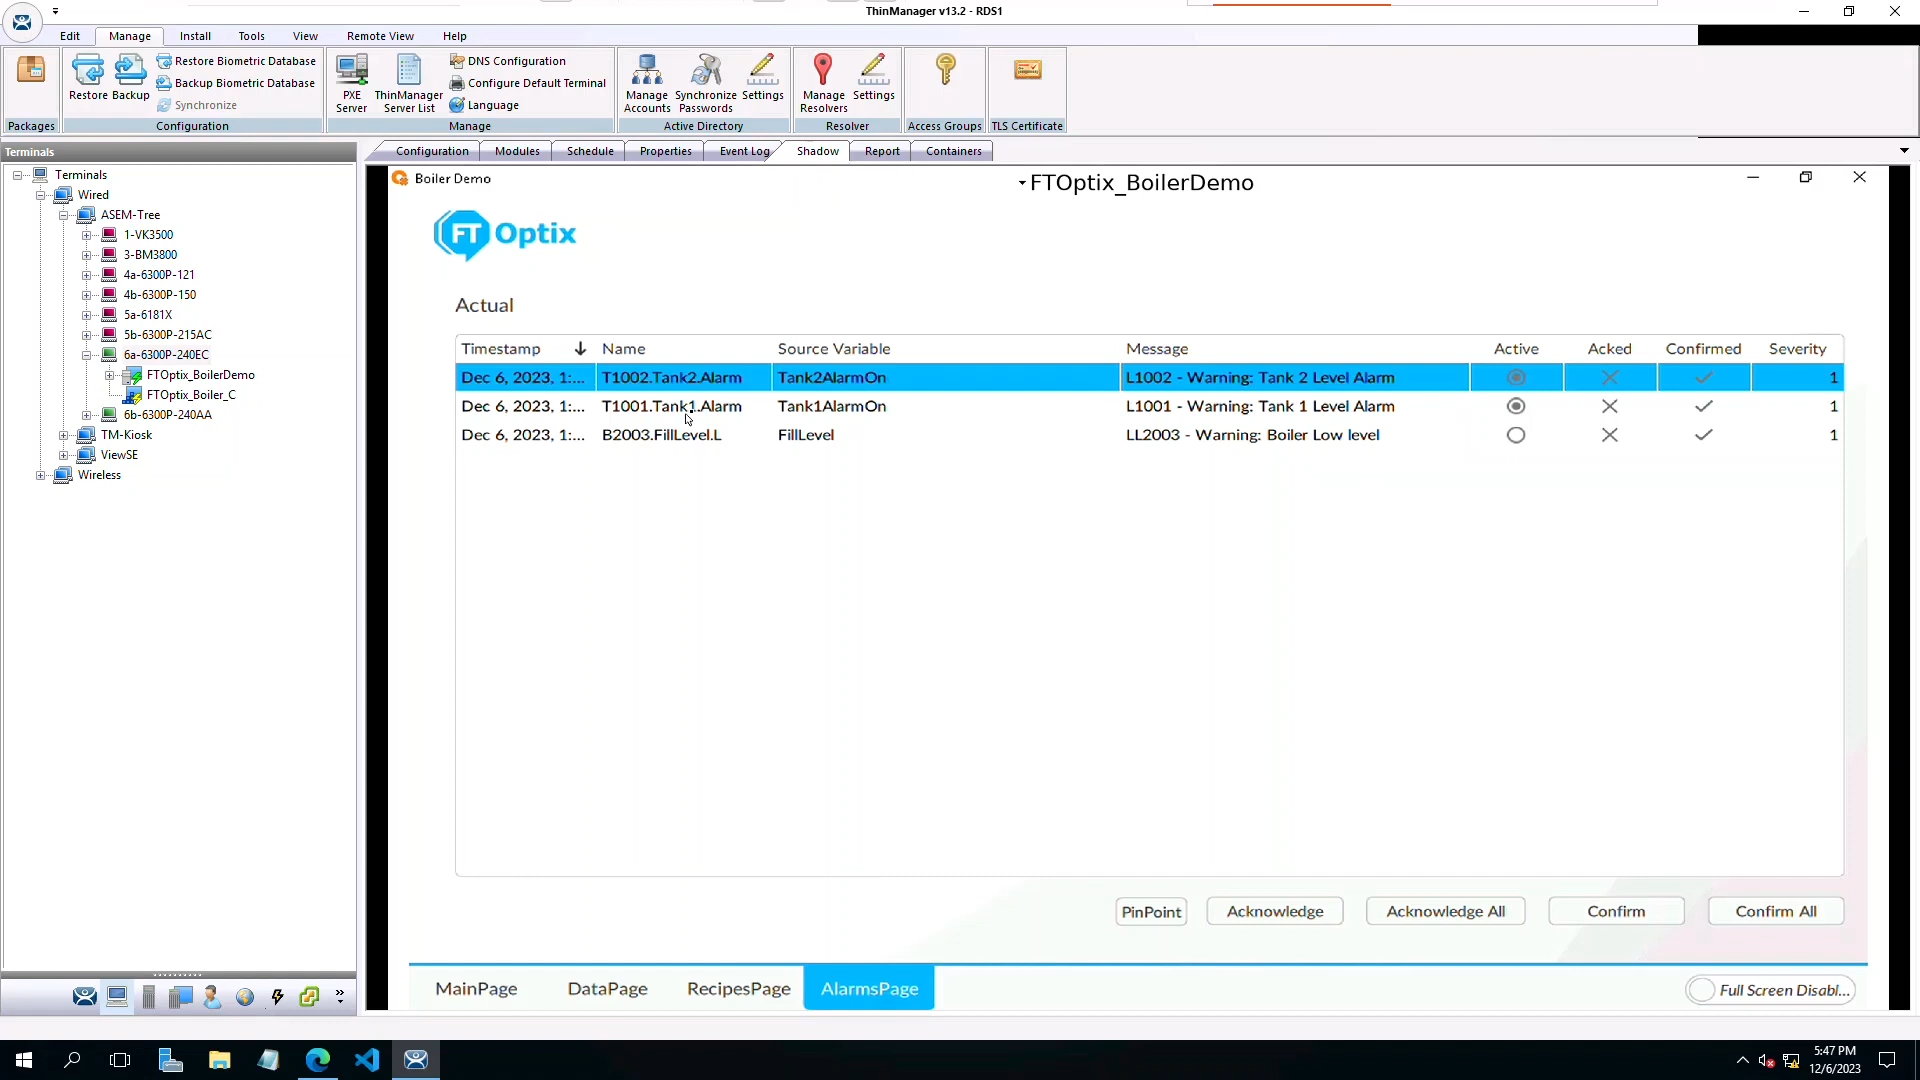 ThinManager v13.2 - RDS1
Edit Manage Install Tools View Remote View Help
Restore Backup
Restore Biometric Database
Backup Biometric Database
Synchronize
PXE Server
ThinManager Server List
DNS Configuration
Configure Default Terminal
Language
Manage Accounts
Synchronize Passwords
Settings
Manage Resolvers
Settings
Packages Configuration Manage Active Directory Resolver Access Groups TLS Certificate
Terminals
Configuration Modules Schedule Properties Event Log Shadow Report Containers
Terminals
Wired
ASEM-Tree
1-VK3500
3-BM3800
4a-6300P-121
4b-6300P-150
5a-6181X
5b-6300P-215AC
6a-6300P-240EC
FTOptix_BoilerDemo
FTOptix_Boiler_C
6b-6300P-240AA
TM-Kiosk
ViewSE
Wireless
Boiler Demo
FTOptix_BoilerDemo
FT Optix
Actual
Timestamp Name Source Variable Message Active Acked Confirmed Severity
Dec 6, 2023, 1:... T1002.Tank2.Alarm Tank2AlarmOn L1002 - Warning: Tank 2 Level Alarm 1
Dec 6, 2023, 1:... T1001.Tank1.Alarm Tank1AlarmOn L1001 - Warning: Tank 1 Level Alarm 1
Dec 6, 2023, 1:... B2003.FillLevel.L FillLevel LL2003 - Warning: Boiler Low level 1
PinPoint Acknowledge Acknowledge All Confirm Confirm All
MainPage DataPage RecipesPage AlarmsPage Full Screen Disabl...
5:47 PM
12/6/2023